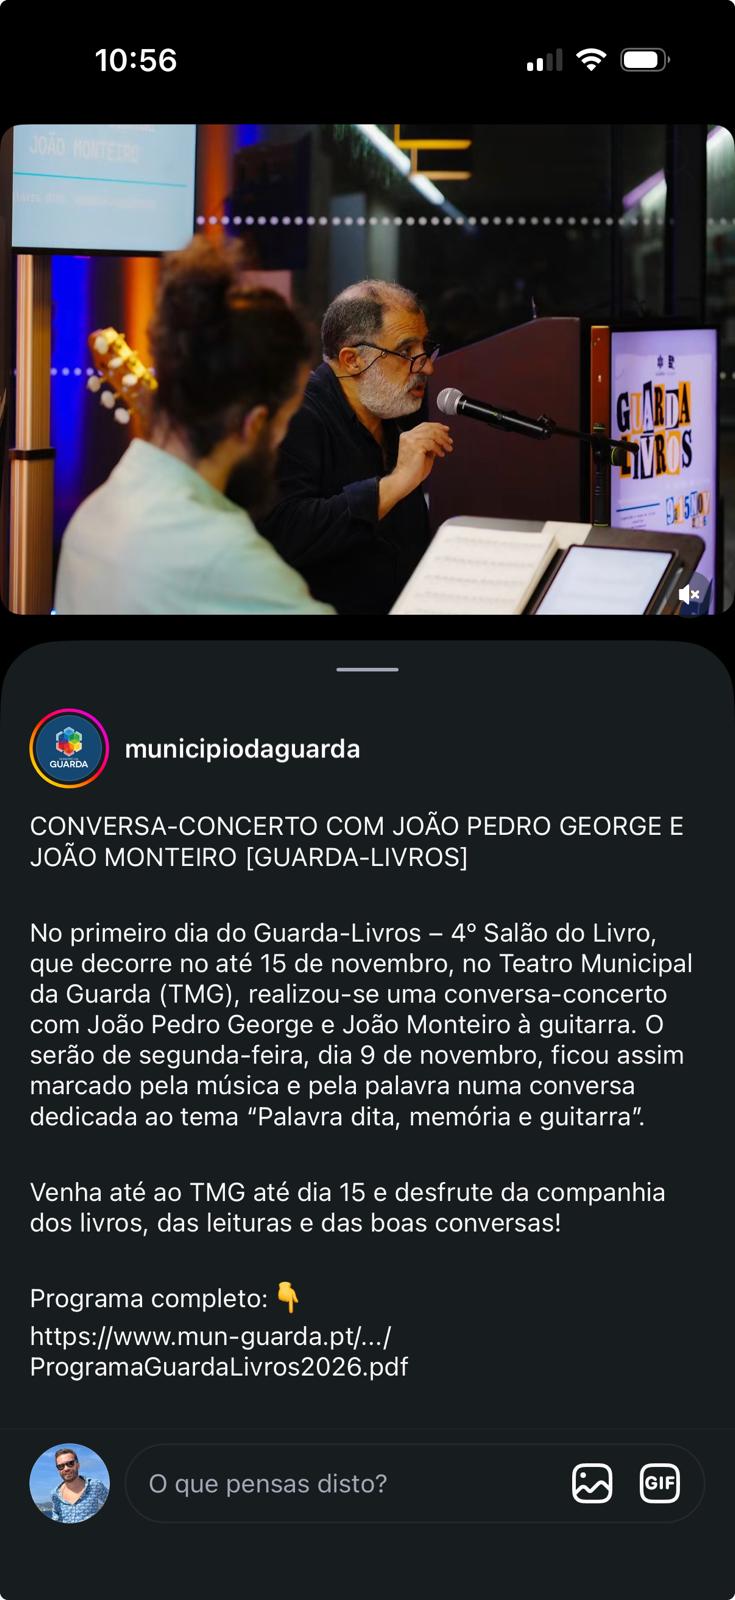 10:56
JOÃO MONTEIRO
GUARDA
LIVROS
9a15NOV
GUARDA
municipiodaguarda
CONVERSA-CONCERTO COM JOÃO PEDRO GEORGE E
JOÃO MONTEIRO [GUARDA-LIVROS]
No primeiro dia do Guarda-Livros – 4º Salão do Livro,
que decorre no até 15 de novembro, no Teatro Municipal
da Guarda (TMG), realizou-se uma conversa-concerto
com João Pedro George e João Monteiro à guitarra. O
serão de segunda-feira, dia 9 de novembro, ficou assim
marcado pela música e pela palavra numa conversa
dedicada ao tema “Palavra dita, memória e guitarra”.
Venha até ao TMG até dia 15 e desfrute da companhia
dos livros, das leituras e das boas conversas!
Programa completo: 👇
https://www.mun-guarda.pt/.../
ProgramaGuardaLivros2026.pdf
O que pensas disto?
GIF